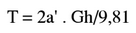 T = 2a' . Gh/9,81